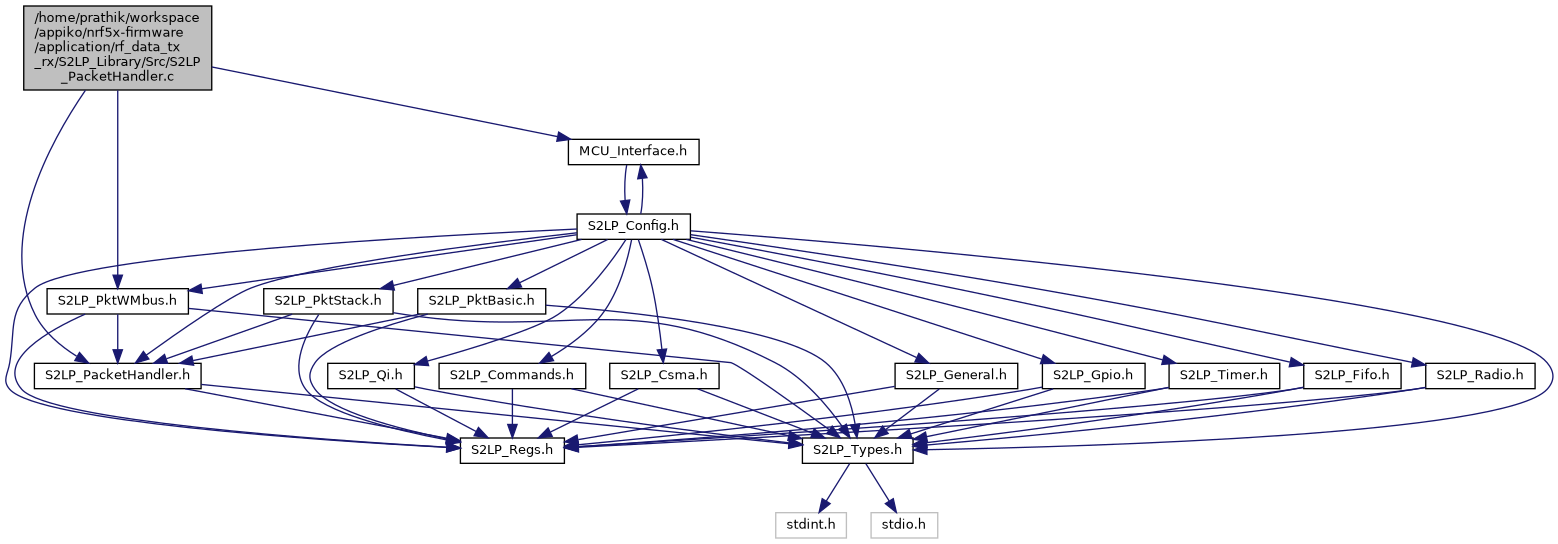 /home/prathik/workspace
/appiko/nrf5x-firmware
/application/rf_data_tx
_rx/S2LP_Library/Src/S2LP
_PacketHandler.c
MCU_Interface.h
S2LP_Config.h
S2LP_PktWMbus.h
S2LP_PktStack.h
S2LP_PktBasic.h
S2LP_PacketHandler.h
S2LP_Qi.h
S2LP_Commands.h
S2LP_Csma.h
S2LP_General.h
S2LP_Gpio.h
S2LP_Timer.h
S2LP_Fifo.h
S2LP_Radio.h
S2LP_Regs.h
S2LP_Types.h
stdint.h
stdio.h